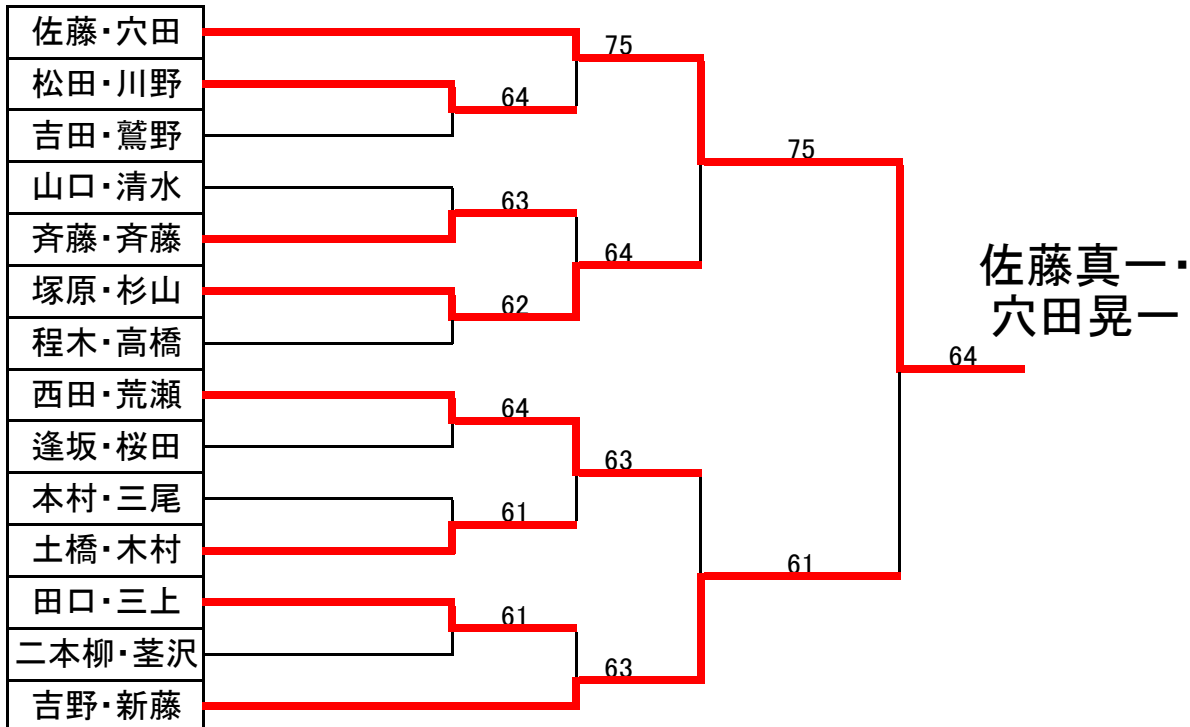 佐藤・穴田
松田・川野
吉田・鷲野
山口・清水
斉藤・斉藤
塚原・杉山
程木・高橋
西田・荒瀬
逢坂・桜田
本村・三尾
土橋・木村
田口・三上
二本柳・茎沢
吉野・新藤
64
63
62
64
61
61
75
64
63
63
75
61
64
佐藤真一・
穴田晃一